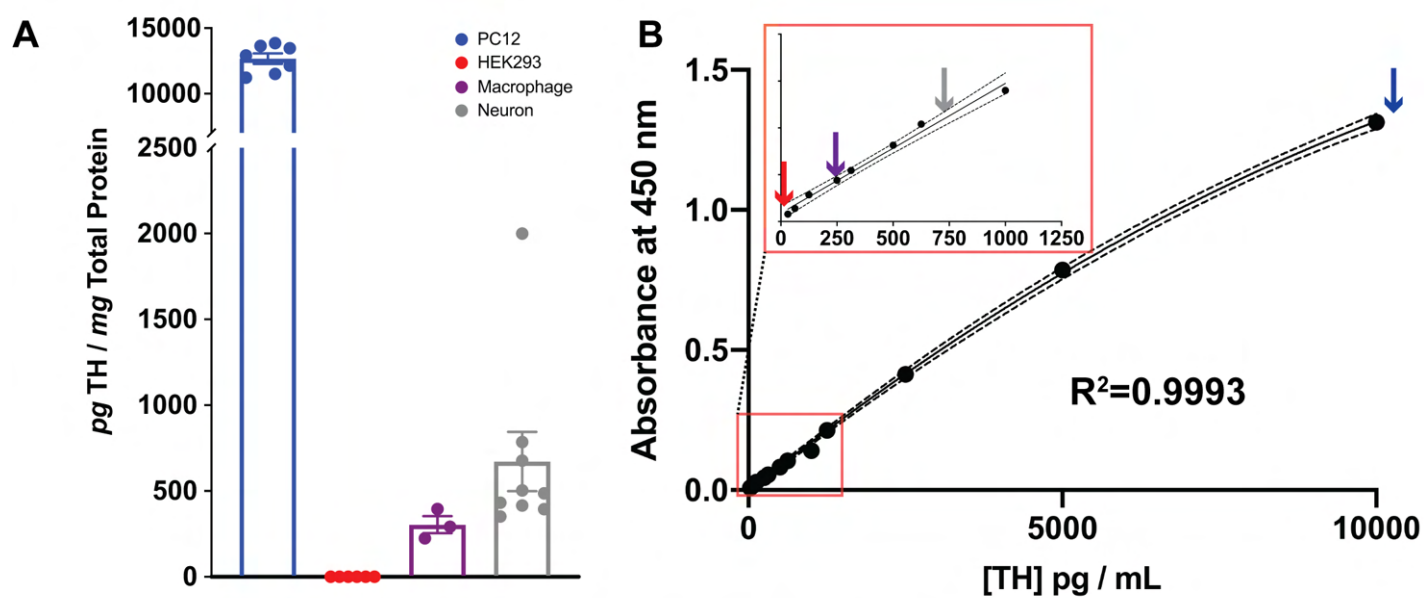 A
pg TH / mg Total Protein
15000
10000
2500
2000
1500
1000
500
0
PC12
HEK293
Macrophage
Neuron
B
Absorbance at 450 nm
1.5
1.0
0.5
0.0
0 250 500 750 1000 1250
R²=0.9993
0 5000 10000
[TH] pg / mL